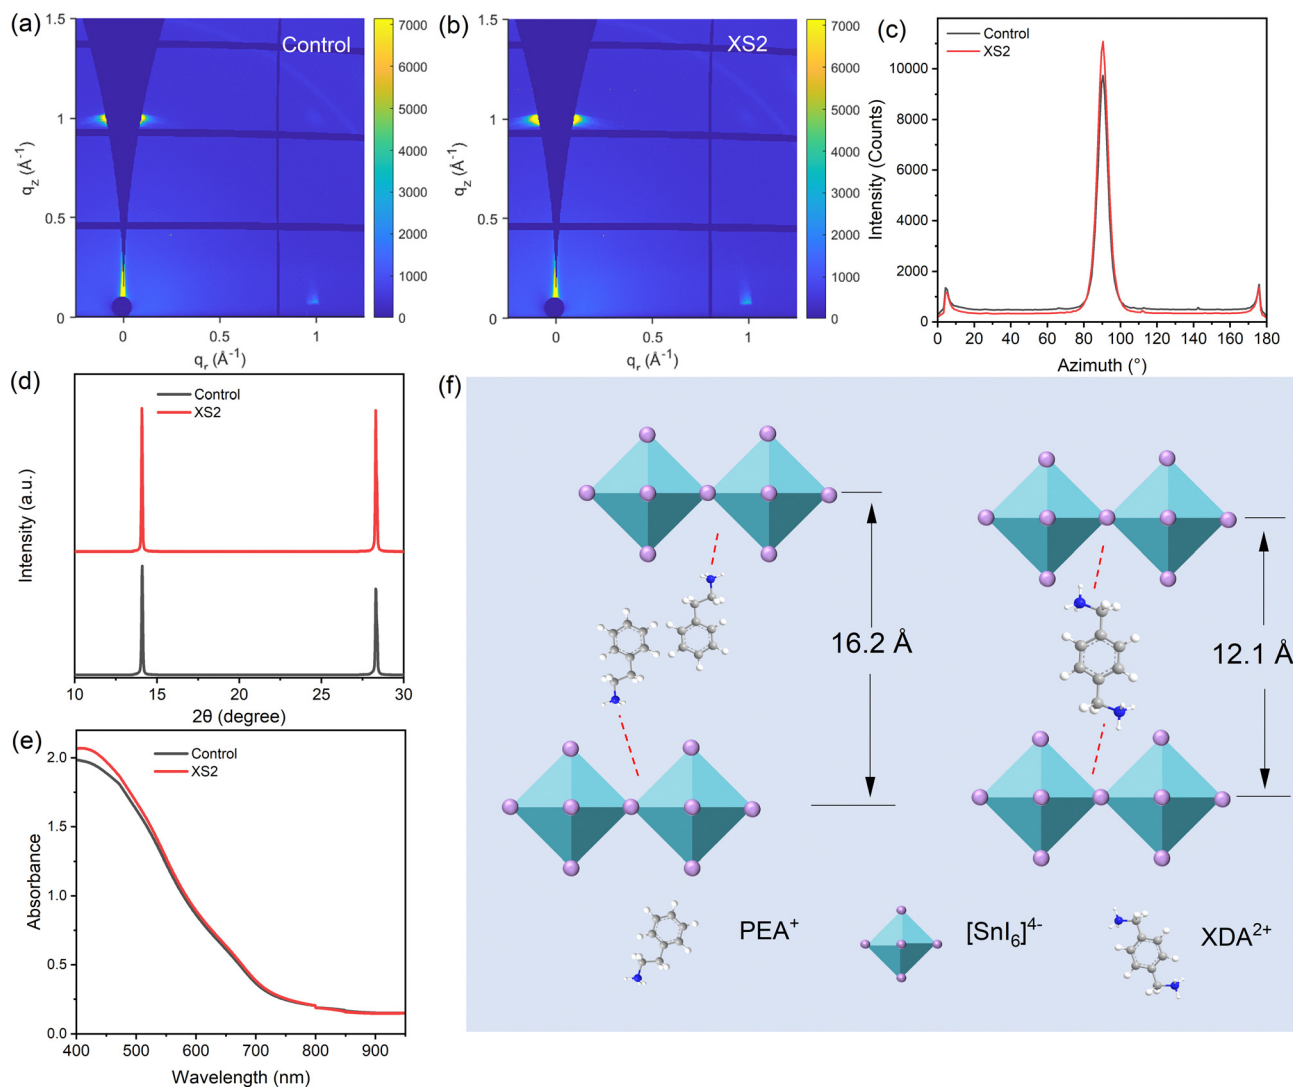 (a)
1.5
1
0.5
0
q_z (Å⁻¹)
Control
0
0.5
1
q_r (Å⁻¹)
7000
6000
5000
4000
3000
2000
1000
0
(b)
1.5
1
0.5
0
q_z (Å⁻¹)
XS2
0
0.5
1
q_r (Å⁻¹)
7000
6000
5000
4000
3000
2000
1000
0
(c)
Control
XS2
10000
8000
6000
4000
2000
0
Intensity (Counts)
0 20 40 60 80 100 120 140 160 180
Azimuth (°)
(d)
Control
XS2
Intensity (a.u.)
10 15 20 25 30
2θ (degree)
(e)
Control
XS2
2.0
1.5
1.0
0.5
0.0
Absorbance
400 500 600 700 800 900
Wavelength (nm)
(f)
16.2 Å
12.1 Å
PEA⁺
[SnI₆]⁴⁻
XDA²⁺